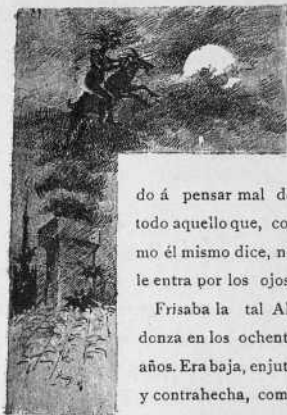 do á pensar mal d
todo aquello que, co
mo él mismo dice, n
le entra por los ojos
Frisaba la tal Al
donza en los ochent
años. Era baja, enjut
y contrahecha, com